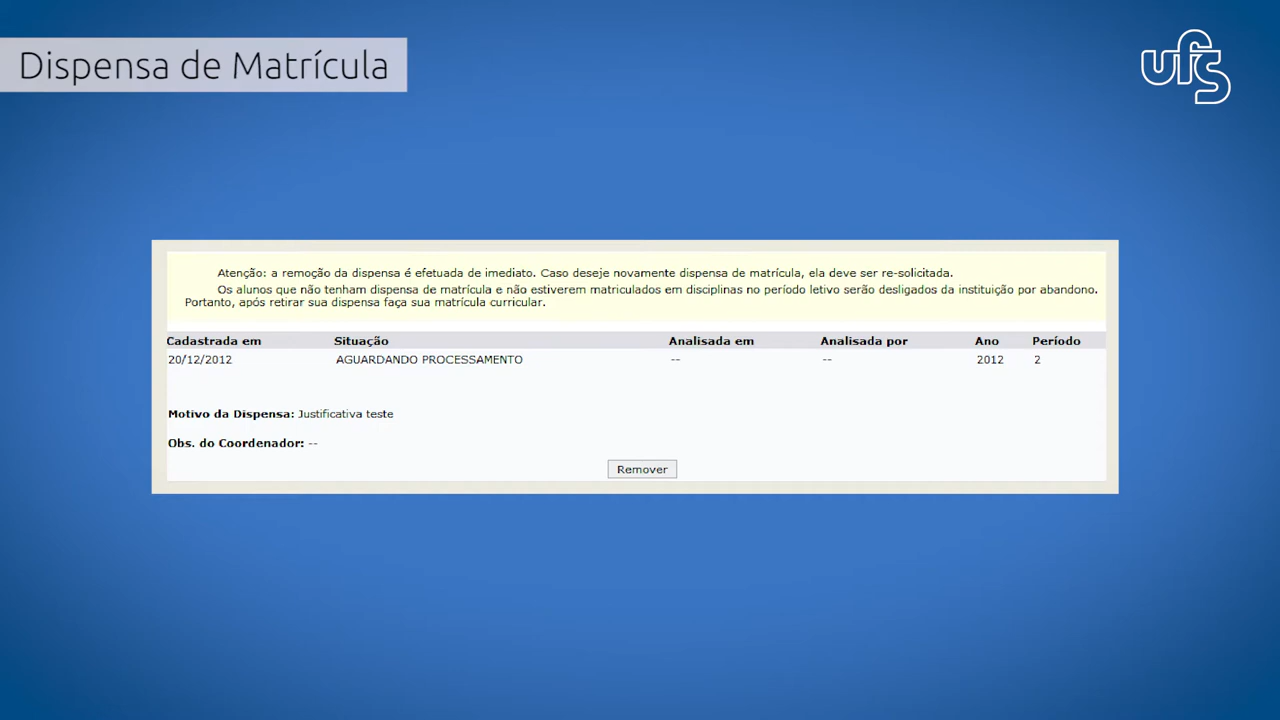 Dispensa de Matrícula
ufs
Atenção: a remoção da dispensa é efetuada de imediato. Caso deseje novamente dispensa de matrícula, ela deve ser re-solicitada.
Os alunos que não tenham dispensa de matrícula e não estiverem matriculados em disciplinas no período letivo serão desligados da instituição por abandono.
Portanto, após retirar sua dispensa faça sua matrícula curricular.
Cadastrada em Situação Analisada em Analisada por Ano Período
20/12/2012 AGUARDANDO PROCESSAMENTO -- -- 2012 2
Motivo da Dispensa: Justificativa teste
Obs. do Coordenador: --
Remover